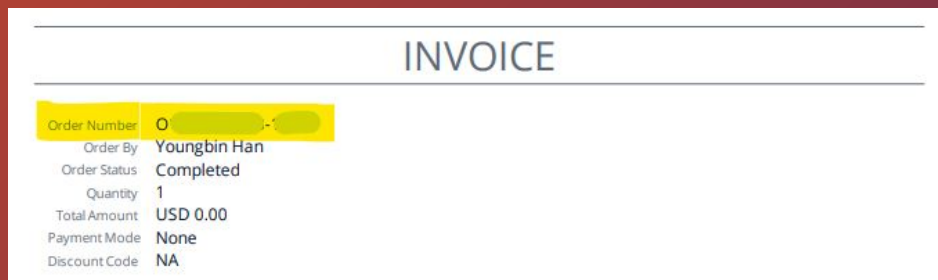 INVOICE
Order Number
Order By Youngbin Han
Order Status Completed
Quantity 1
Total Amount USD 0.00
Payment Mode None
Discount Code NA